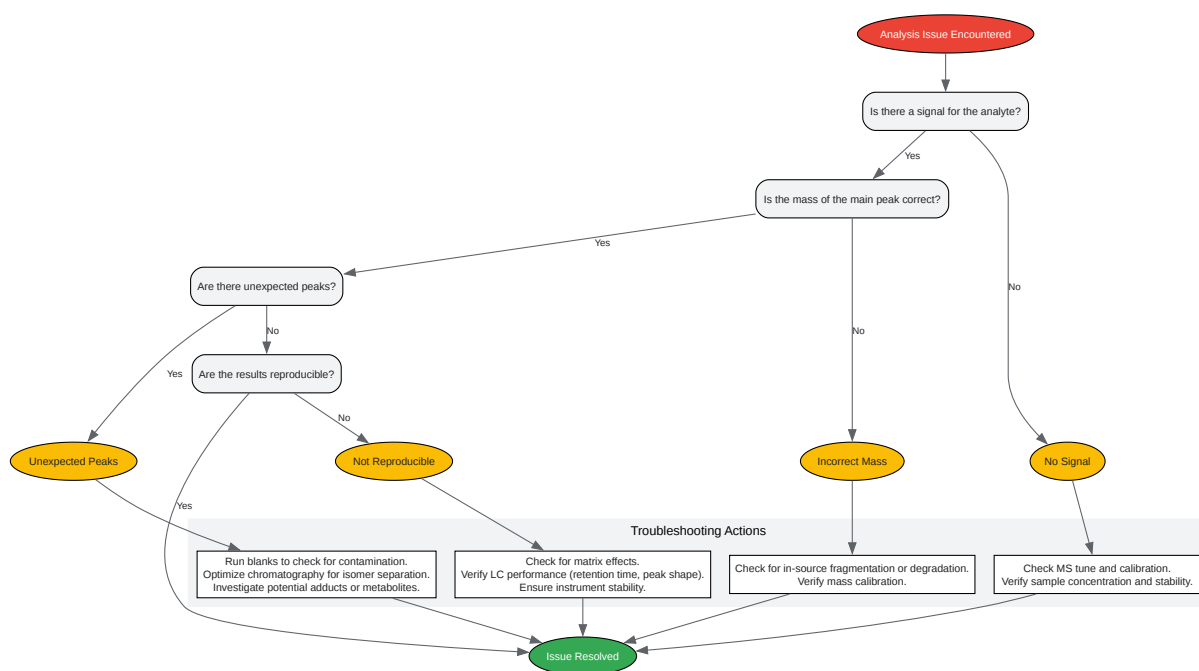 Analysis Issue Encountered
Is there a signal for the analyte?
Yes
Is the mass of the main peak correct?
Yes
Are there unexpected peaks?
No
No
No
Yes
Are the results reproducible?
No
Unexpected Peaks
Not Reproducible
Incorrect Mass
No Signal
Yes
Troubleshooting Actions
Run blanks to check for contamination.
Optimize chromatography for isomer separation.
Investigate potential adducts or metabolites.
Check for matrix effects.
Verify LC performance (retention time, peak shape).
Ensure instrument stability.
Check for in-source fragmentation or degradation.
Verify mass calibration.
Check MS tune and calibration.
Verify sample concentration and stability.
Issue Resolved